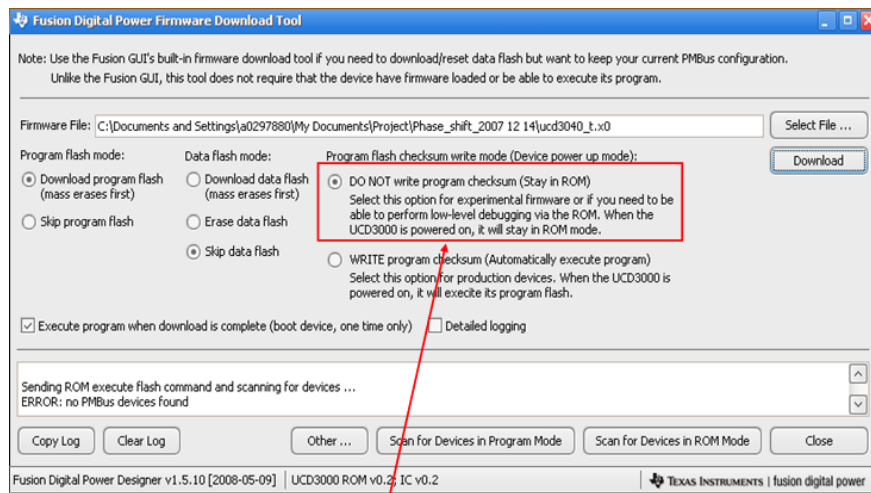 Fusion Digital Power Firmware Download Tool
Note: Use the Fusion GUI's built-in firmware download tool if you need to download/reset data flash but want to keep your current PMBus configuration.
Unlike the Fusion GUI, this tool does not require that the device have firmware loaded or be able to execute its program.
Firmware File: C:\Documents and Settings\a0297880\My Documents\Project\Phase_shift_2007 12 14\ucd3040_t.x0 Select File ...
Program flash mode: Data flash mode: Program flash checksum write mode (Device power up mode): Download
Download program flash
(mass erases first)
Skip program flash
Download data flash
(mass erases first)
Erase data flash
Skip data flash
DO NOT write program checksum (Stay in ROM)
Select this option for experimental firmware or if you need to be
able to perform low-level debugging via the ROM. When the
UCD3000 is powered on, it will stay in ROM mode.
WRITE program checksum (Automatically execute program)
Select this option for production devices. When the UCD3000 is
powered on, it will execite its program flash.
Execute program when download is complete (boot device, one time only) Detailed logging
Sending ROM execute flash command and scanning for devices ...
ERROR: no PMBus devices found
Copy Log Clear Log Other ... Scan for Devices in Program Mode Scan for Devices in ROM Mode Close
Fusion Digital Power Designer v1.5.10 [2008-05-09] UCD3000 ROM v0.2; IC v0.2 TEXAS INSTRUMENTS | fusion digital power